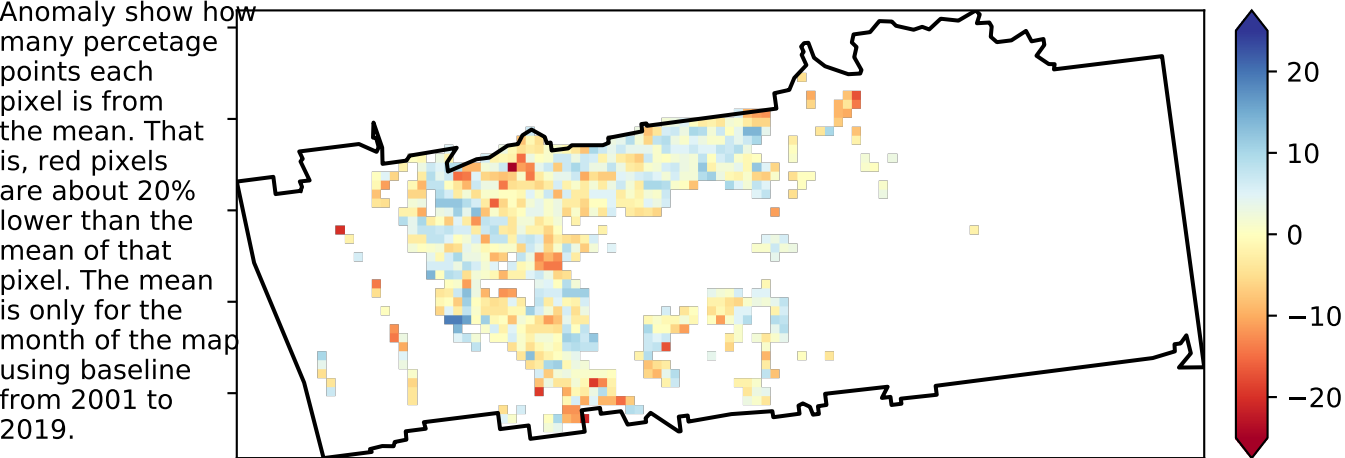 Anomaly show how
many percetage
points each
pixel is from
the mean. That
is, red pixels
are about 20%
lower than the
mean of that
pixel. The mean
is only for the
month of the map
using baseline
from 2001 to
2019.
20
10
0
−10
−20